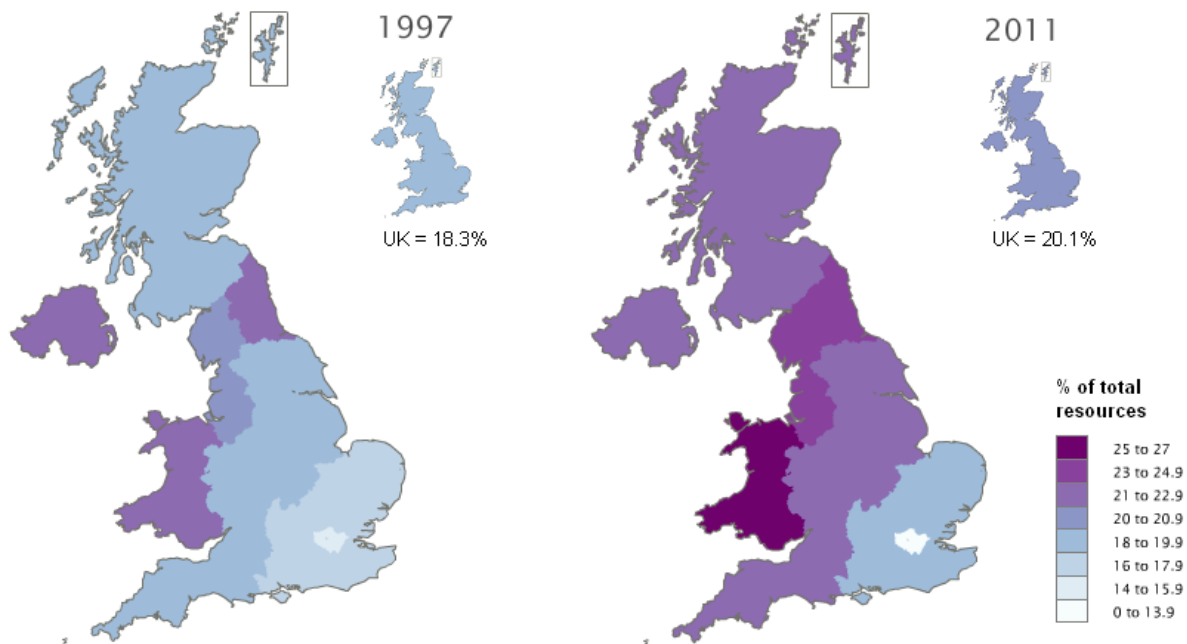 1997
UK = 18.3%
2011
UK = 20.1%
% of total
resources
25 to 27
23 to 24.9
21 to 22.9
20 to 20.9
18 to 19.9
16 to 17.9
14 to 15.9
0 to 13.9